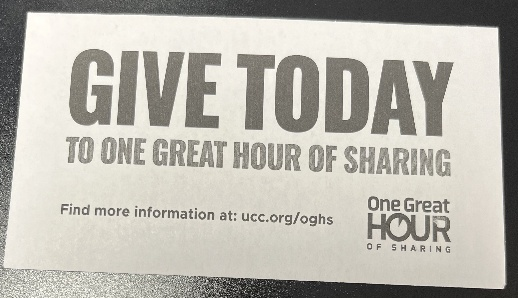 GIVE TODAY
TO ONE GREAT HOUR OF SHARING
Find more information at: ucc.org/oghs
One Great
HOUR
OF SHARING